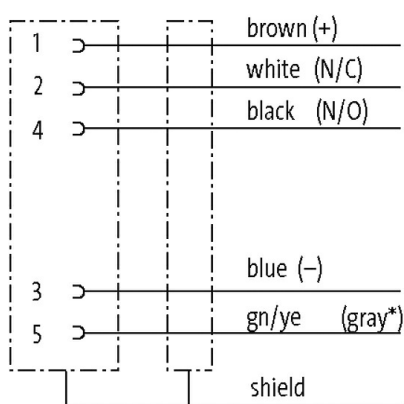 1 brown (+)
2 white (N/C)
4 black (N/O)
3 blue (–)
5 gn/ye (gray*)
shield